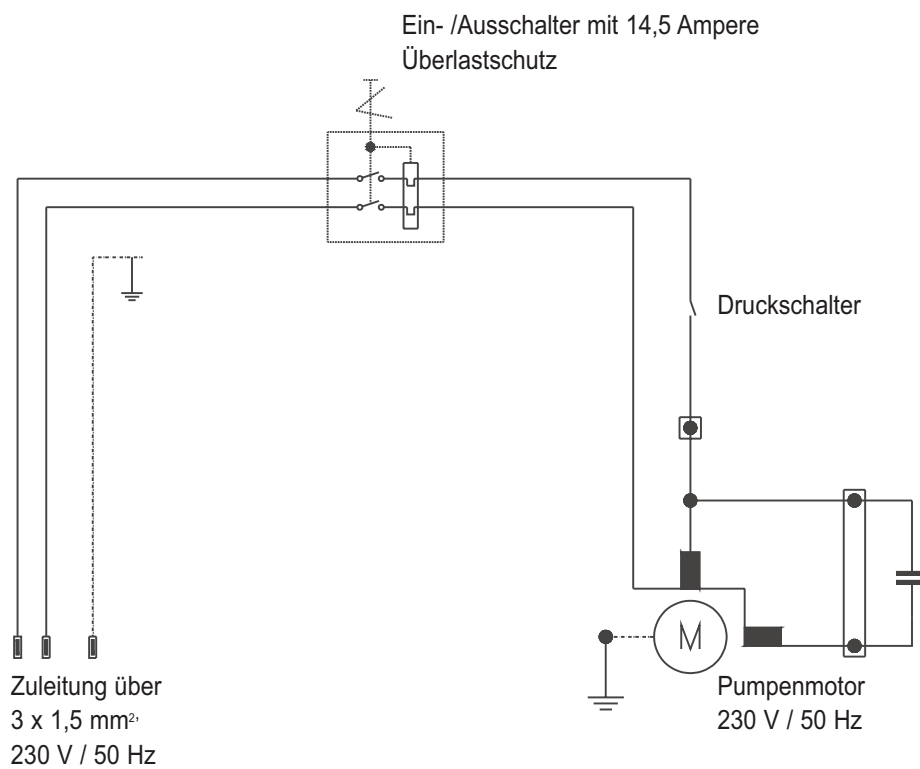 Ein- /Ausschalter mit 14,5 Ampere
Überlastschutz
Druckschalter
M
Zuleitung über
3 x 1,5 mm²,
230 V / 50 Hz
Pumpenmotor
230 V / 50 Hz